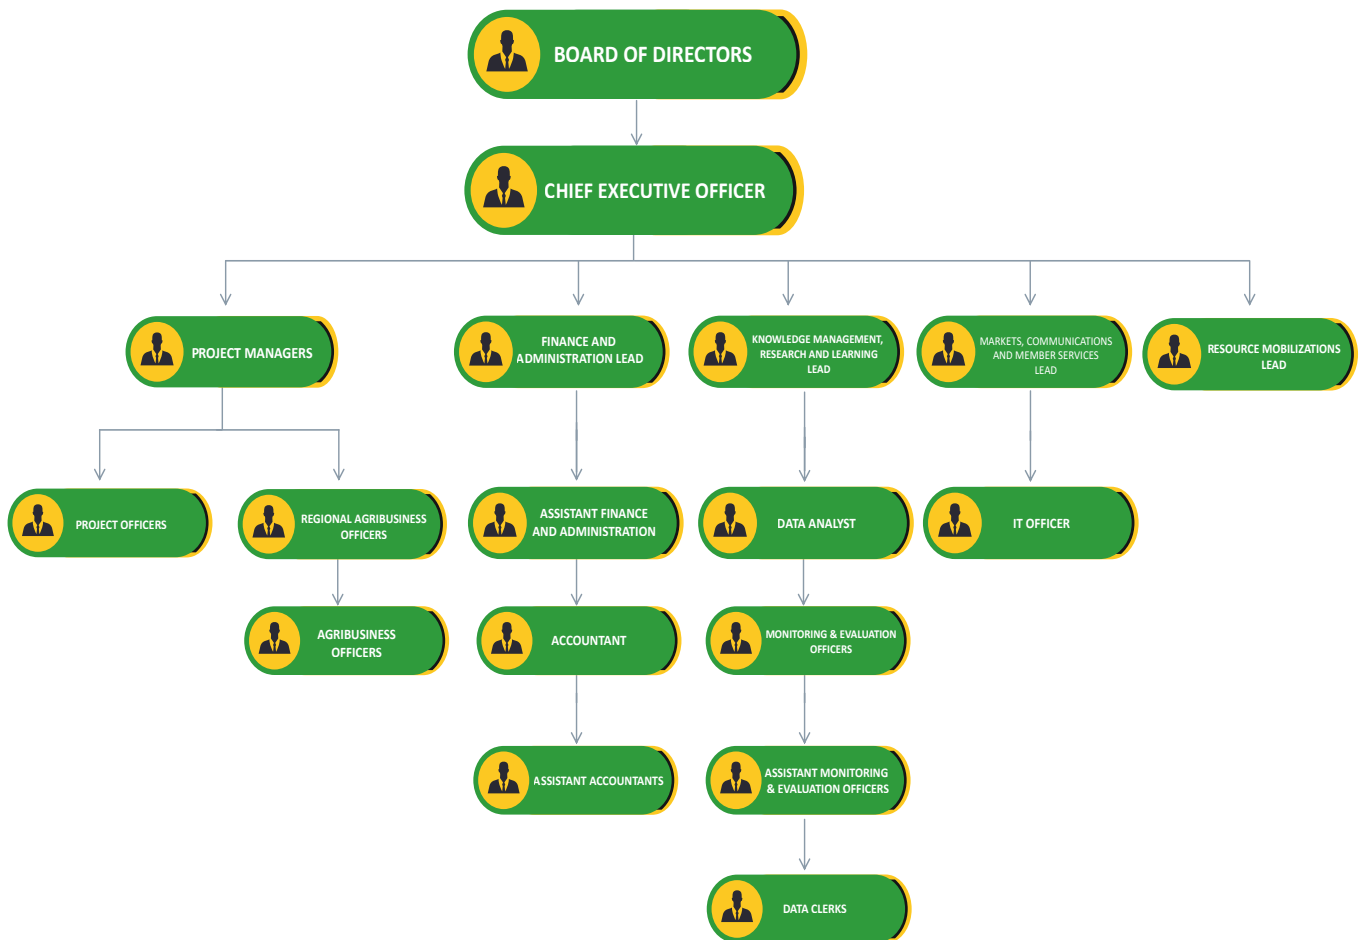 BOARD OF DIRECTORS
CHIEF EXECUTIVE OFFICER
PROJECT MANAGERS
FINANCE AND
ADMINISTRATION LEAD
KNOWLEDGE MANAGEMENT,
RESEARCH AND LEARNING
LEAD
MARKETS, COMMUNICATIONS
AND MEMBER SERVICES
LEAD
RESOURCE MOBILIZATIONS
LEAD
PROJECT OFFICERS
REGIONAL AGRIBUSINESS
OFFICERS
ASSISTANT FINANCE
AND ADMINISTRATION
DATA ANALYST
IT OFFICER
AGRIBUSINESS
OFFICERS
ACCOUNTANT
MONITORING & EVALUATION
OFFICERS
ASSISTANT ACCOUNTANTS
ASSISTANT MONITORING
& EVALUATION OFFICERS
DATA CLERKS